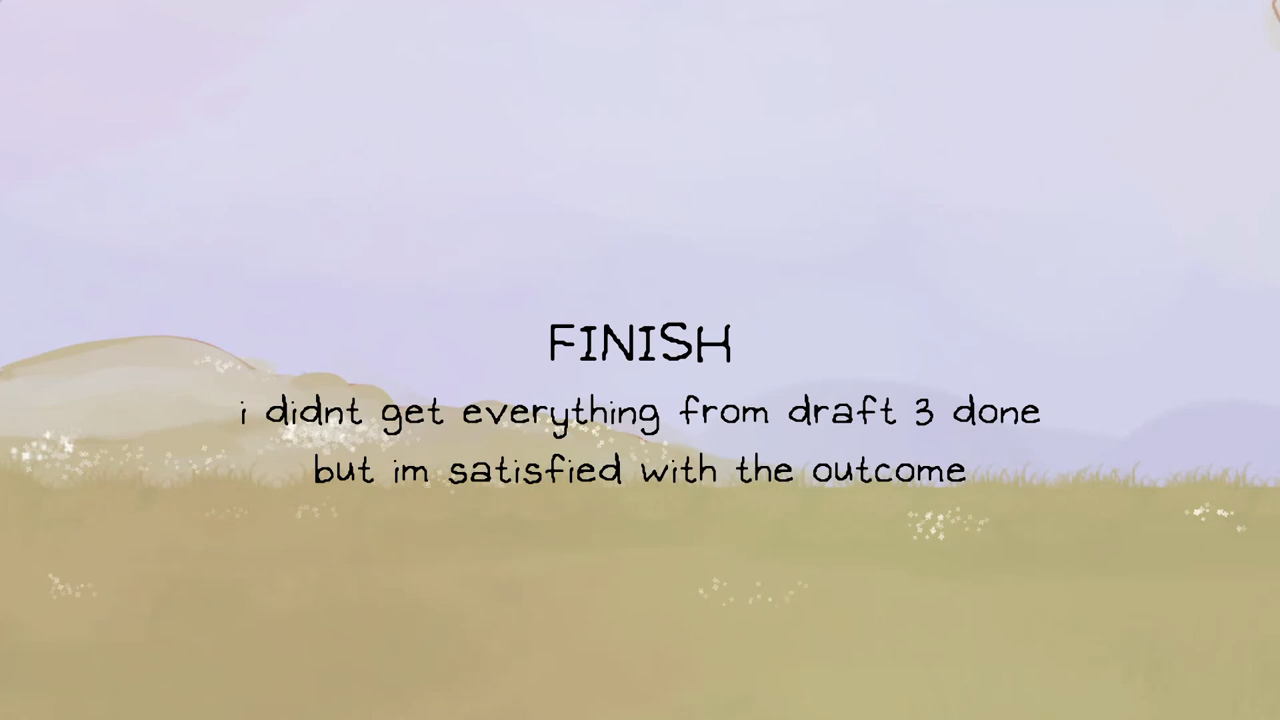 FINISH
i didnt get everything from draft 3 done
but im satisfied with the outcome